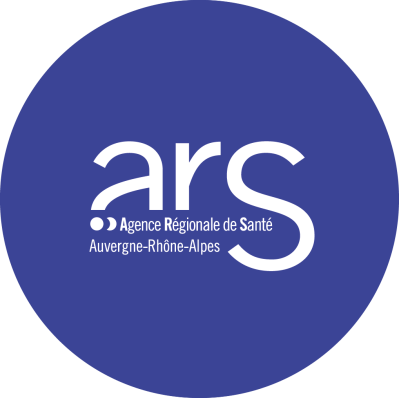 ars
Agence Régionale de Santé
Auvergne-Rhône-Alpes